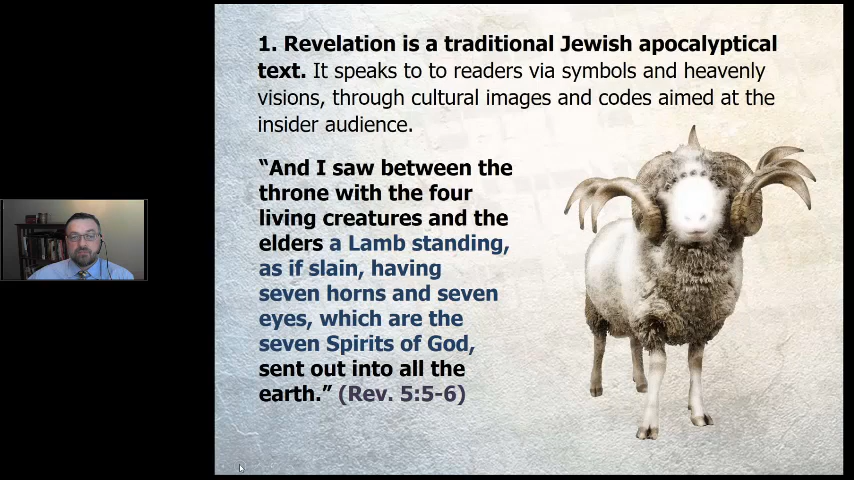 1. Revelation is a traditional Jewish apocalyptical
text. It speaks to to readers via symbols and heavenly
visions, through cultural images and codes aimed at the
insider audience.
“And I saw between the
throne with the four
living creatures and the
elders a Lamb standing,
as if slain, having
seven horns and seven
eyes, which are the
seven Spirits of God,
sent out into all the
earth.” (Rev. 5:5-6)